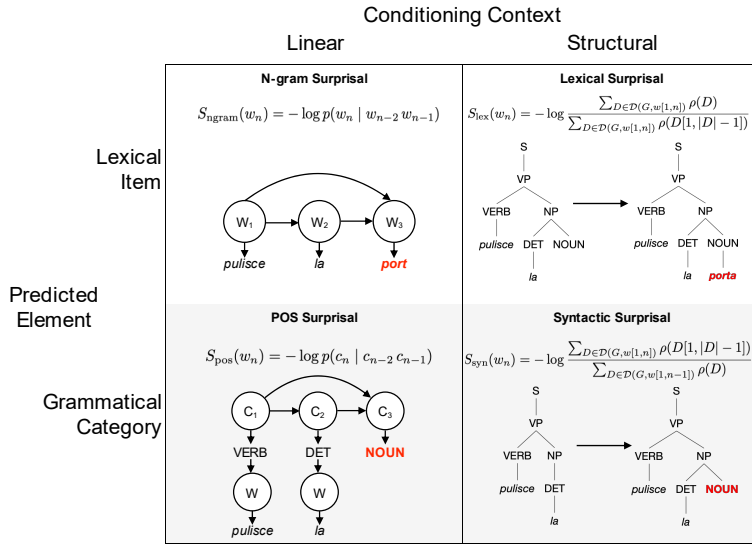 Conditioning Context
Linear
Structural
Predicted
Element
Lexical
Item
N-gram Surprisal
S_ngram(w_n) = − log p(w_n | w_{n−2} w_{n−1})
W₁ W₂ W₃
pulisce la port
Lexical Surprisal
S_lex(w_n) = − log \frac{∑_{D∈𝒟(G,w[1,n])} ρ(D)}{∑_{D∈𝒟(G,w[1,n])} ρ(D[1,|D| − 1])}
S S
VP VP
VERB NP VERB NP
pulisce DET NOUN pulisce DET NOUN
la la porta
Grammatical
Category
POS Surprisal
S_pos(w_n) = − log p(c_n | c_{n−2} c_{n−1})
C₁ C₂ C₃
VERB DET NOUN
W W
pulisce la
Syntactic Surprisal
S_syn(w_n) = − log \frac{∑_{D∈𝒟(G,w[1,n])} ρ(D[1,|D| − 1])}{∑_{D∈𝒟(G,w[1,n−1])} ρ(D)}
S S
VP VP
VERB NP VERB NP
pulisce DET pulisce DET NOUN
la la